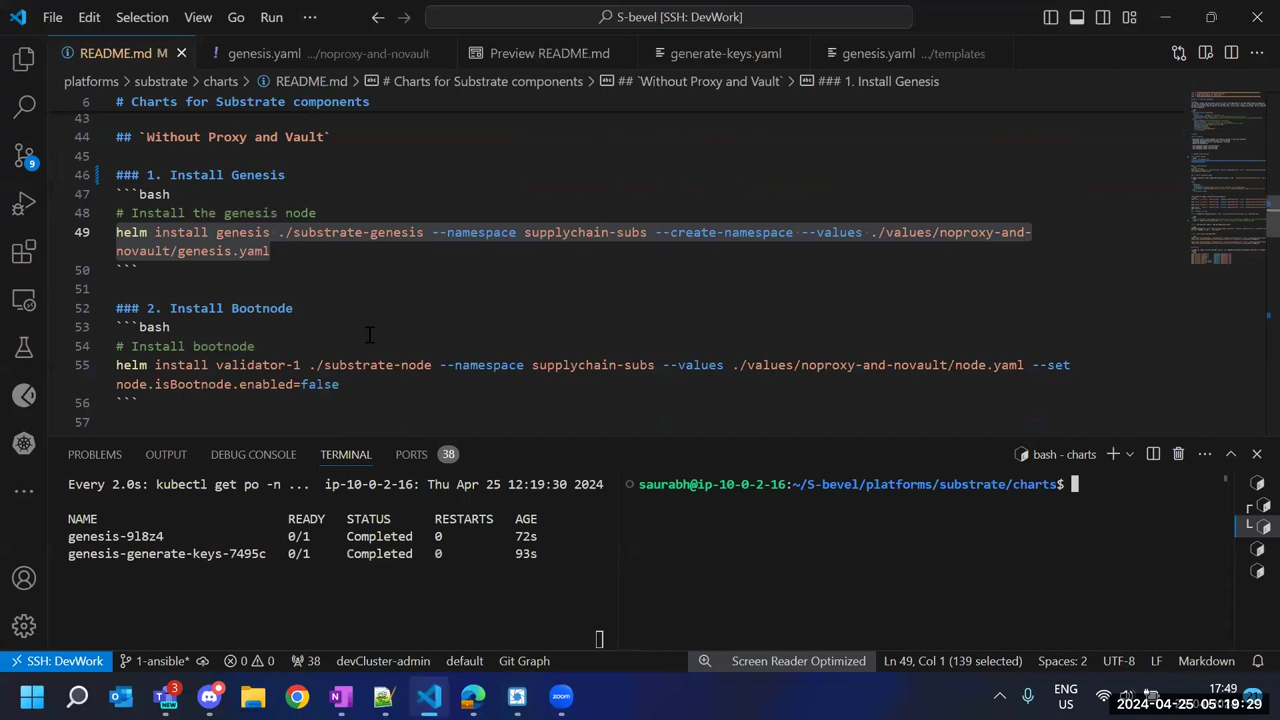 File Edit Selection View Go Run ··· S-bevel [SSH: DevWork]
README.md M genesis.yaml .../noproxy-and-novault Preview README.md generate-keys.yaml genesis.yaml .../templates
platforms > substrate > charts > README.md > # Charts for Substrate components > ## `Without Proxy and Vault` > ### 1. Install Genesis
6 # Charts for Substrate components
43
44 ## `Without Proxy and Vault`
45
46 ### 1. Install Genesis
47 ```bash
48 # Install the genesis node
49 helm install genesis ./substrate-genesis --namespace supplychain-subs --create-namespace --values ./values/noproxy-and-
novault/genesis.yaml
50 ```
51
52 ### 2. Install Bootnode
53 ```bash
54 # Install bootnode
55 helm install validator-1 ./substrate-node --namespace supplychain-subs --values ./values/noproxy-and-novault/node.yaml --set
node.isBootnode.enabled=false
56 ```
57
PROBLEMS OUTPUT DEBUG CONSOLE TERMINAL PORTS 38 bash - charts
Every 2.0s: kubectl get po -n ... ip-10-0-2-16: Thu Apr 25 12:19:30 2024
NAME READY STATUS RESTARTS AGE
genesis-9l8z4 0/1 Completed 0 72s
genesis-generate-keys-7495c 0/1 Completed 0 93s
saurabh@ip-10-0-2-16:~/S-bevel/platforms/substrate/charts$
9
SSH: DevWork 1-ansible* 0 0 38 devCluster-admin default Git Graph Screen Reader Optimized Ln 49, Col 1 (139 selected) Spaces: 2 UTF-8 LF Markdown
3 NEW zoom ENG US 17:49
2024-04-25 05:19:29